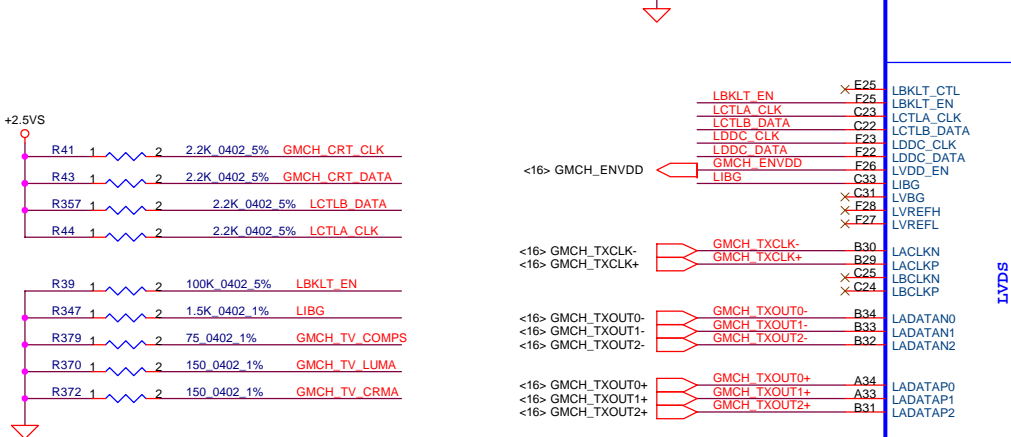 +2.5VS
R41 1 2 2.2K_0402_5% GMCH_CRT_CLK
R43 1 2 2.2K_0402_5% GMCH_CRT_DATA
R357 1 2 2.2K_0402_5% LCTLB_DATA
R44 1 2 2.2K_0402_5% LCTLA_CLK
R39 1 2 100K_0402_5% LBKLT_EN
R347 1 2 1.5K_0402_1% LIBG
R379 1 2 75_0402_1% GMCH_TV_COMPS
R370 1 2 150_0402_1% GMCH_TV_LUMA
R372 1 2 150_0402_1% GMCH_TV_CRMA
E25 LBKLT_CTL
LBKLT_EN F25 LBKLT_EN
LCTLA_CLK C23 LCTLA_CLK
LCTLB_DATA C22 LCTLB_DATA
LDDC_CLK F23 LDDC_CLK
LDDC_DATA F22 LDDC_DATA
<16> GMCH_ENVDD GMCH_ENVDD F26 LVDD_EN
LIBG C33 LIBG
C31 LVBG
F28 LVREFH
F27 LVREFL
<16> GMCH_TXCLK- GMCH_TXCLK- B30 LACLKN
<16> GMCH_TXCLK+ GMCH_TXCLK+ B29 LACLKP
C25 LBCLKN
C24 LBCLKP
<16> GMCH_TXOUT0- GMCH_TXOUT0- B34 LADATAN0
<16> GMCH_TXOUT1- GMCH_TXOUT1- B33 LADATAN1
<16> GMCH_TXOUT2- GMCH_TXOUT2- B32 LADATAN2
<16> GMCH_TXOUT0+ GMCH_TXOUT0+ A34 LADATAP0
<16> GMCH_TXOUT1+ GMCH_TXOUT1+ A33 LADATAP1
<16> GMCH_TXOUT2+ GMCH_TXOUT2+ B31 LADATAP2
LVDS